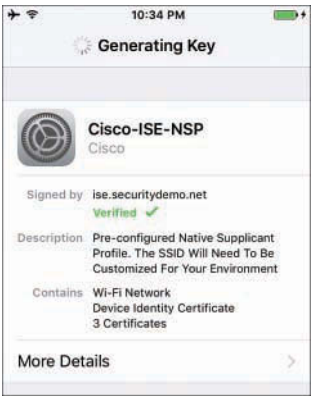 10:34 PM
Generating Key
Cisco-ISE-NSP
Cisco
Signed by ise.securitydemo.net
Verified ✓
Description Pre-configured Native Supplicant
Profile. The SSID Will Need To Be
Customized For Your Environment
Contains Wi-Fi Network
Device Identity Certificate
3 Certificates
More Details